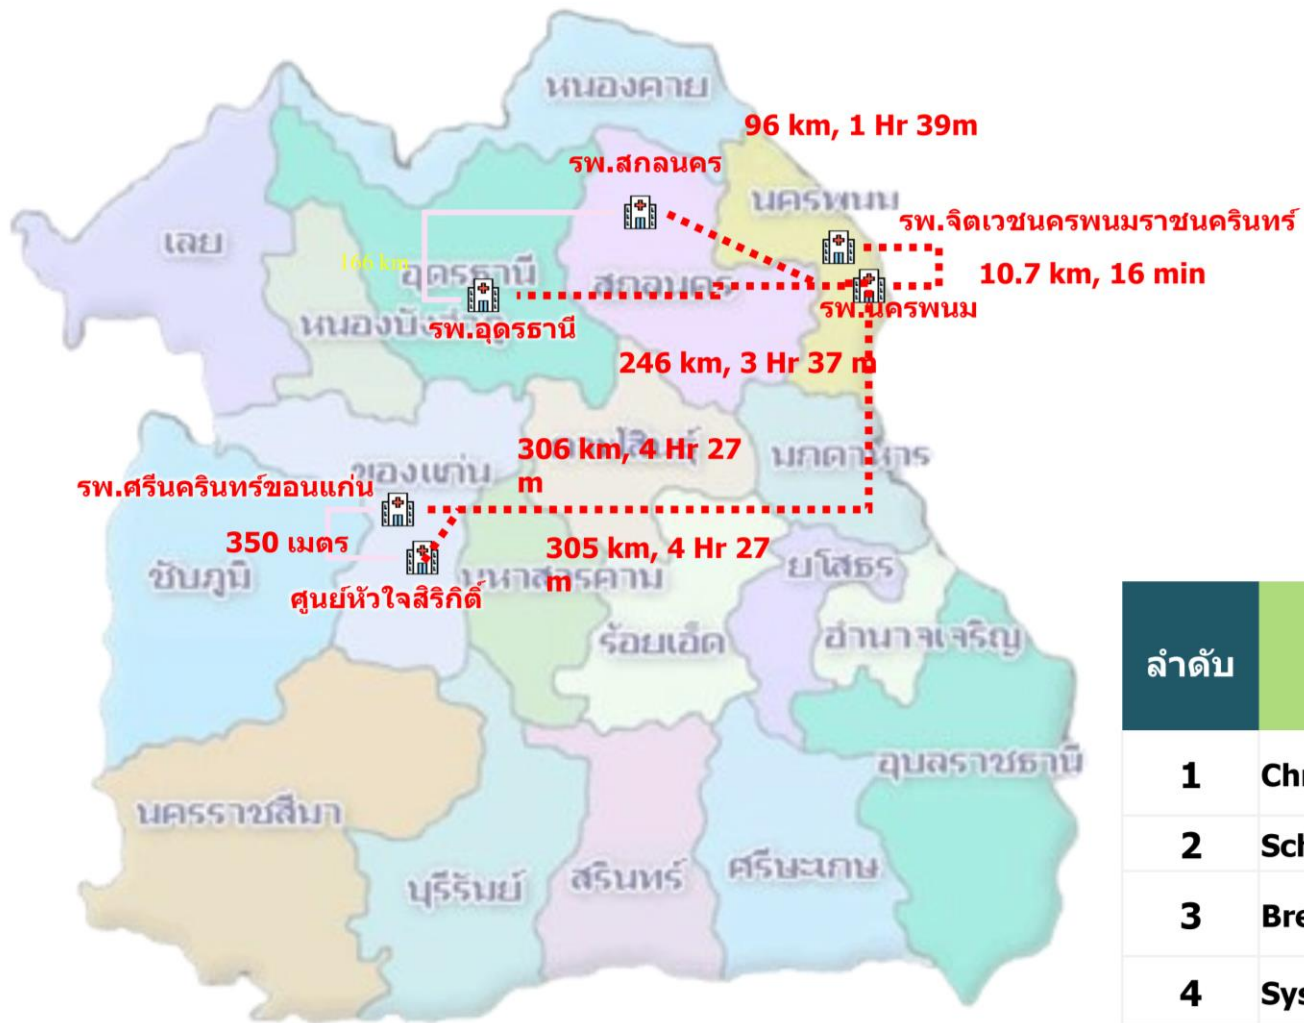 หนองคาย
96 km, 1 Hr 39m
รพ.สกลนคร
นครพนม
รพ.จิตเวชนครพนมราชนครินทร์
เลย
166 km
อุดรธานี
สกลนคร
10.7 km, 16 min
รพ.นครพนม
รพ.อุดรธานี
246 km, 3 Hr 37 m
306 km, 4 Hr 27
m
มุกดาหาร
ขอนแก่น
รพ.ศรีนครินทร์ขอนแก่น
350 เมตร
305 km, 4 Hr 27
m
ยโสธร
ชัยภูมิ
มหาสารคาม
ศูนย์หัวใจสิริกิติ์
ร้อยเอ็ด
อำนาจเจริญ
ลำดับ
อุบลราชธานี
1 Chr
นครราชสีมา
2 Sch
บุรีรัมย์
สุรินทร์
ศรีษะเกษ
3 Bre
4 Sys